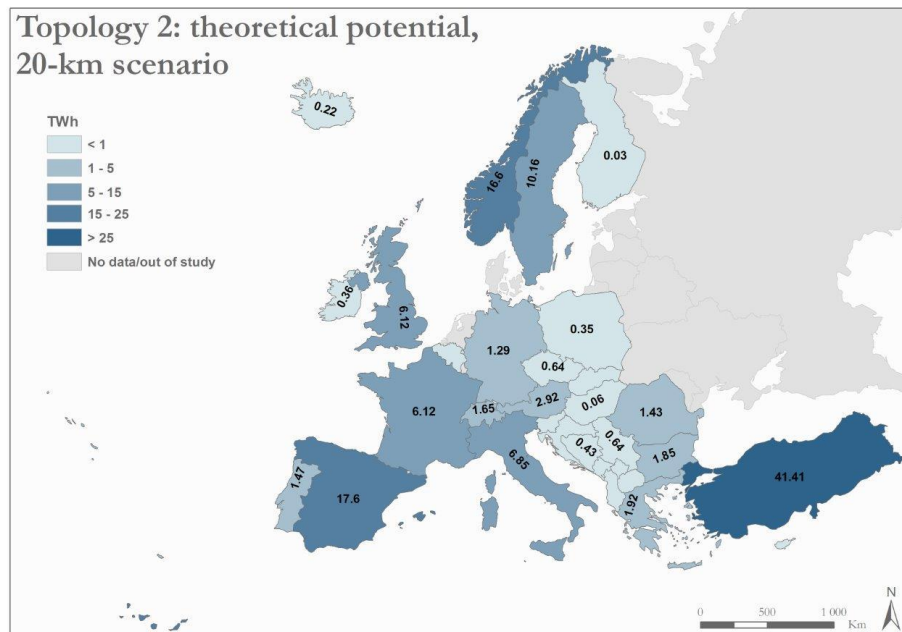 Topology 2: theoretical potential,
20-km scenario
TWh
< 1
1 - 5
5 - 15
15 - 25
> 25
No data/out of study
0.22
0.03
16.6
10.16
0.36
6.12
0.35
1.29
0.64
6.12
1.65
2.92
0.06
1.43
0.43
0.64
1.85
6.85
1.47
17.6
1.92
41.41
N
0 500 1 000
Km